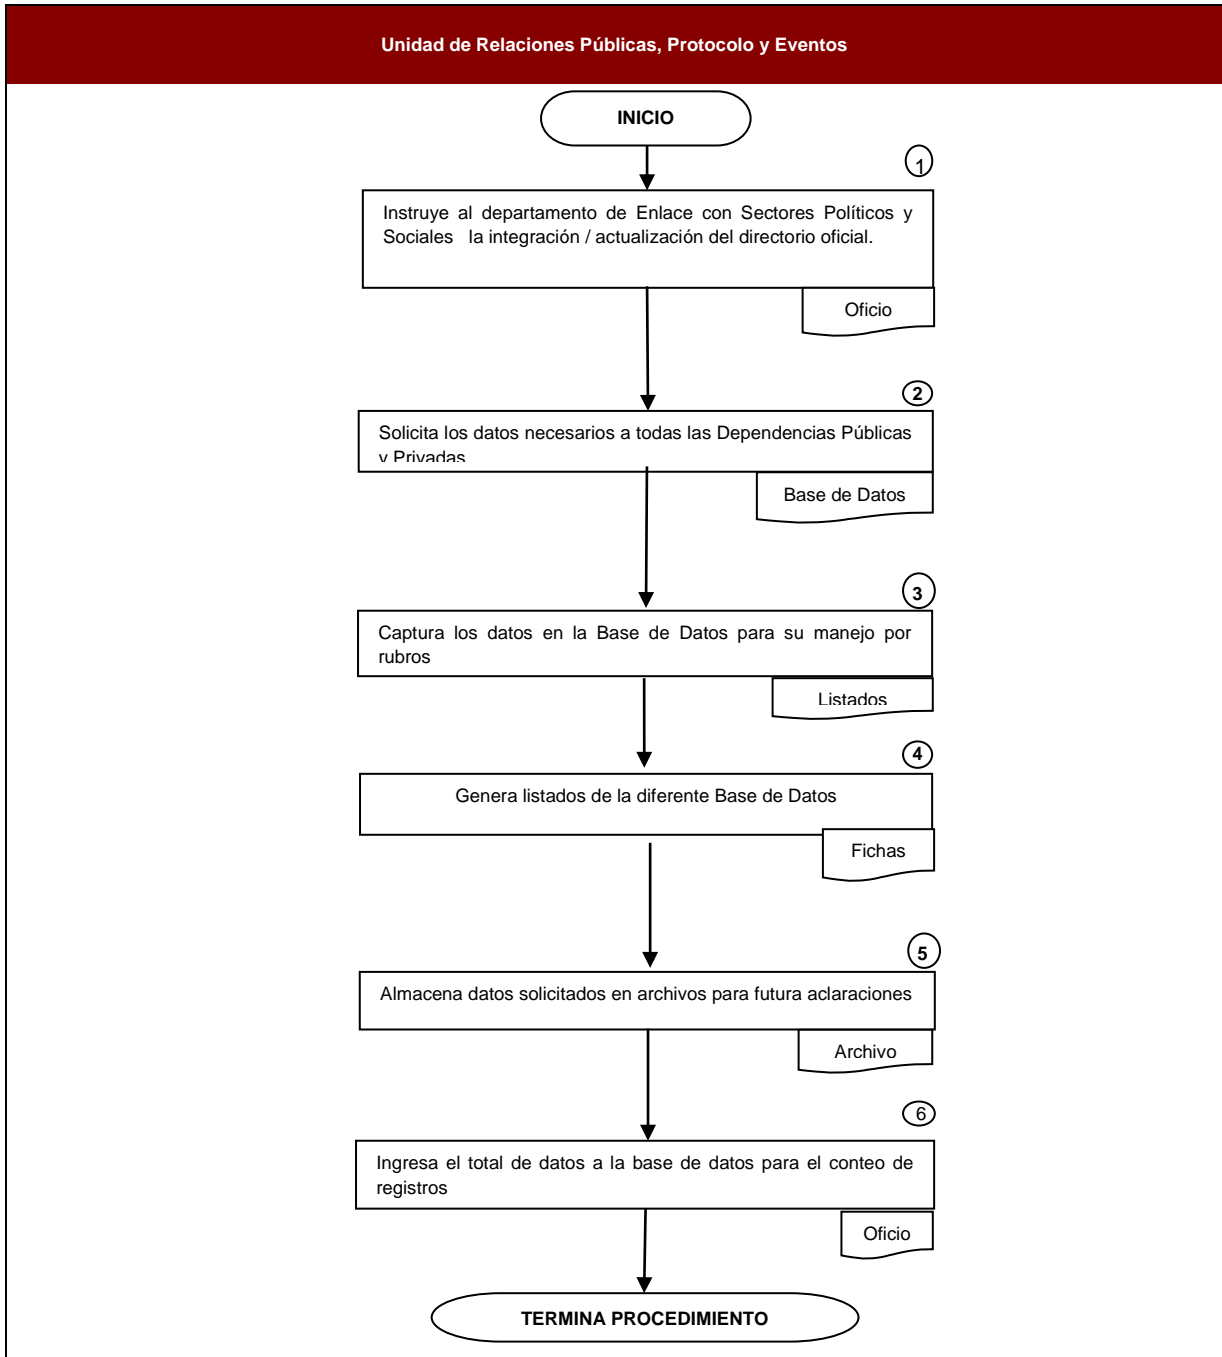 Unidad de Relaciones Públicas, Protocolo y Eventos
INICIO
1
Instruye al departamento de Enlace con Sectores Políticos y
Sociales la integración / actualización del directorio oficial.
Oficio
2
Solicita los datos necesarios a todas las Dependencias Públicas
y Privadas
Base de Datos
3
Captura los datos en la Base de Datos para su manejo por
rubros
Listados
4
Genera listados de la diferente Base de Datos
Fichas
5
Almacena datos solicitados en archivos para futura aclaraciones
Archivo
6
Ingresa el total de datos a la base de datos para el conteo de
registros
Oficio
TERMINA PROCEDIMIENTO